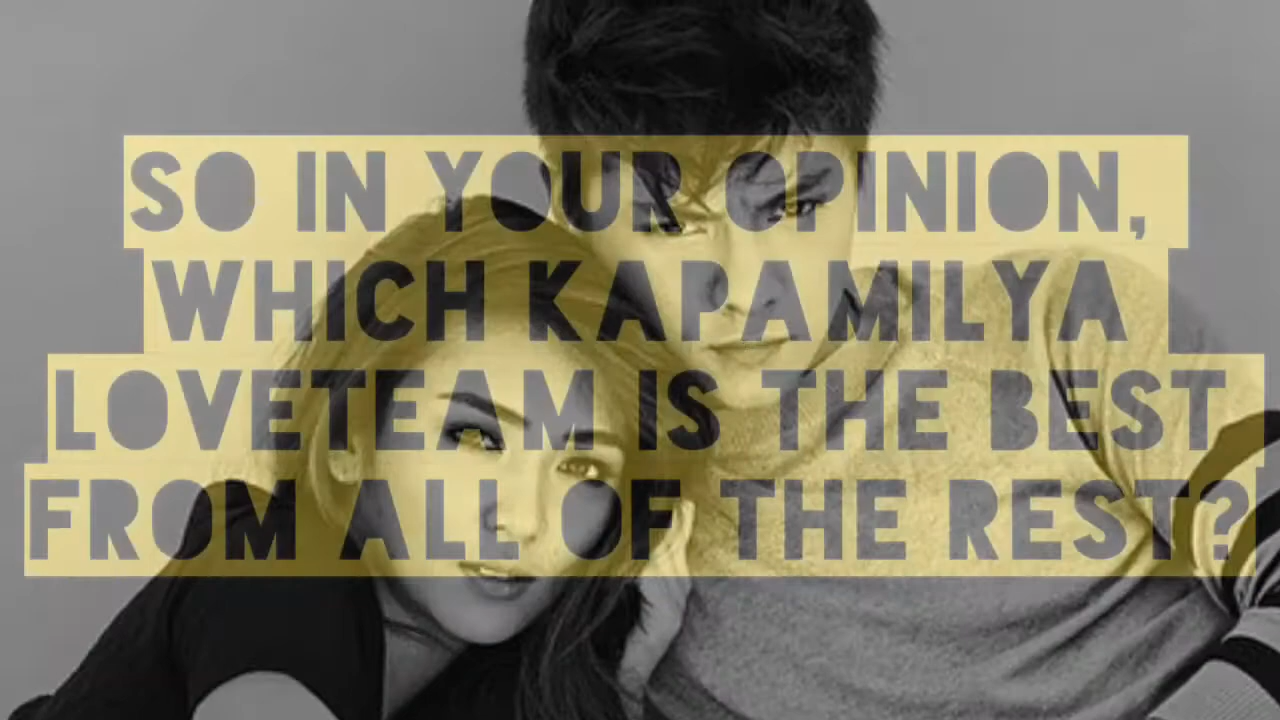 SO IN YOUR OPINION,
WHICH KAPAMILYA
LOVETEAM IS THE BEST
FROM ALL OF THE REST?